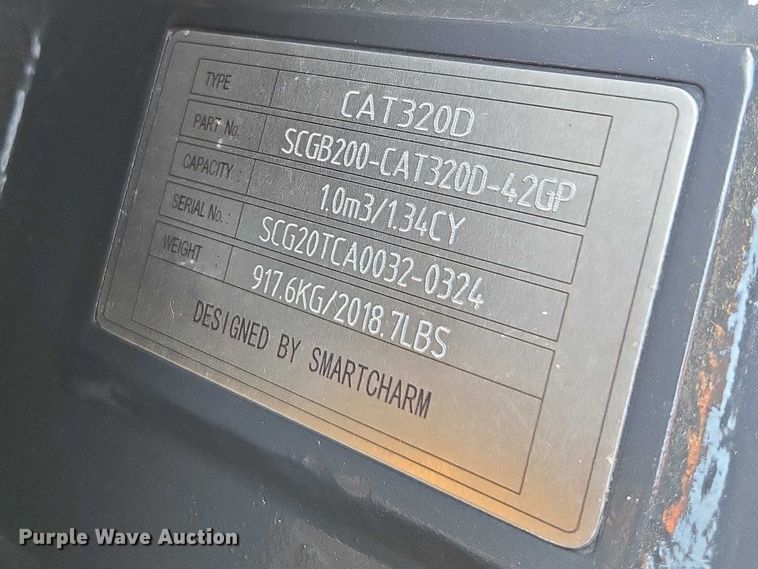 TYPE : CAT320D
PART No. : SCGB200-CAT320D-42GP
CAPACITY : 1.0m3/1.34CY
SERIAL No. : SCG20TCA0032-0324
WEIGHT : 917.6KG/2018.7LBS
DESIGNED BY SMARTCHARM
Purple Wave Auction®